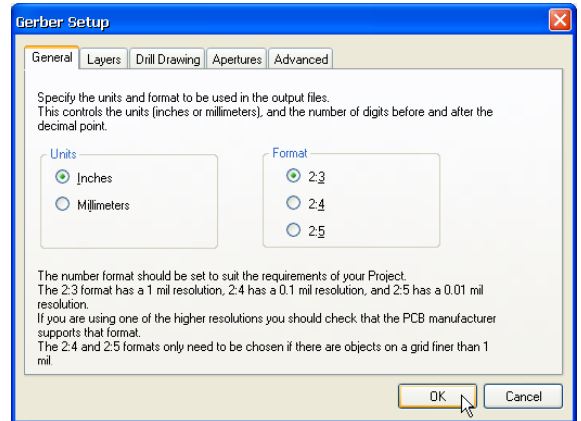 Gerber Setup
General Layers Drill Drawing Apertures Advanced
Specify the units and format to be used in the output files.
This controls the units (inches or millimeters), and the number of digits before and after the
decimal point.
Units Format
Inches 2:3
Millimeters 2:4
2:5
The number format should be set to suit the requirements of your Project.
The 2:3 format has a 1 mil resolution, 2:4 has a 0.1 mil resolution, and 2:5 has a 0.01 mil
resolution.
If you are using one of the higher resolutions you should check that the PCB manufacturer
supports that format.
The 2:4 and 2:5 formats only need to be chosen if there are objects on a grid finer than 1
mil.
OK Cancel